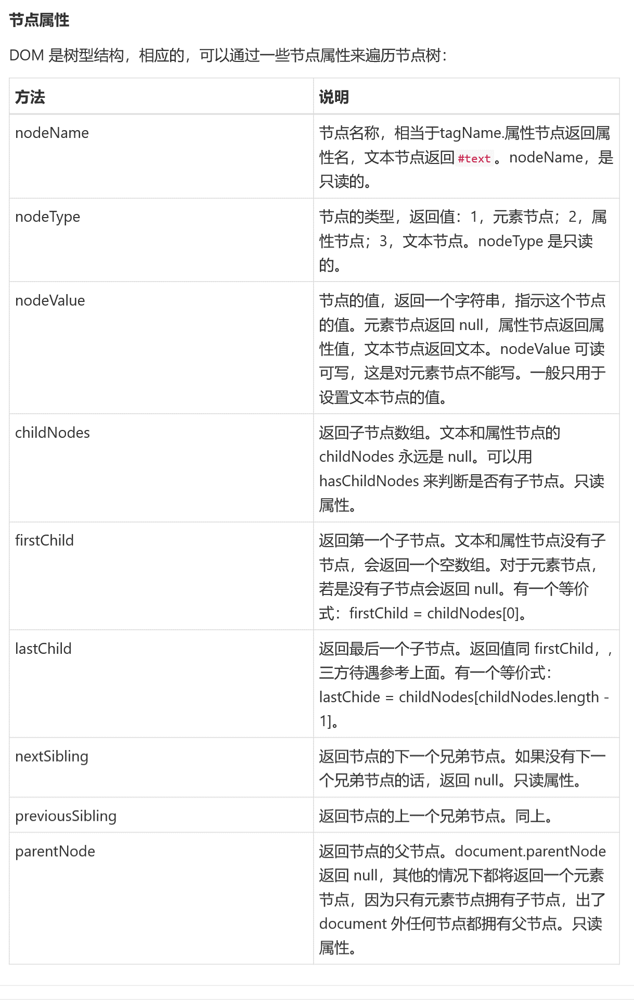 节点属性
DOM 是树型结构，相应的，可以通过一些节点属性来遍历节点树：
方法
说明
nodeName
节点名称，相当于tagName.属性节点返回属
性名，文本节点返回#text。nodeName，是
只读的。
nodeType
节点的类型，返回值：1，元素节点；2，属
性节点；3，文本节点。nodeType 是只读
的。
nodeValue
节点的值，返回一个字符串，指示这个节点
的值。元素节点返回 null，属性节点返回属
性值，文本节点返回文本。nodeValue 可读
可写，这是对元素节点不能写。一般只用于
设置文本节点的值。
childNodes
返回子节点数组。文本和属性节点的
childNodes 永远是 null。可以用
hasChildNodes 来判断是否有子节点。只读
属性。
firstChild
返回第一个子节点。文本和属性节点没有子
节点，会返回一个空数组。对于元素节点，
若是没有子节点会返回 null。有一个等价
式：firstChild = childNodes[0]。
lastChild
返回最后一个子节点。返回值同 firstChild，,
三方待遇参考上面。有一个等价式：
lastChide = childNodes[childNodes.length -
1]。
nextSibling
返回节点的下一个兄弟节点。如果没有下一
个兄弟节点的话，返回 null。只读属性。
previousSibling
返回节点的上一个兄弟节点。同上。
parentNode
返回节点的父节点。document.parentNode
返回 null，其他的情况下都将返回一个元素
节点，因为只有元素节点拥有子节点，出了
document 外任何节点都拥有父节点。只读
属性。